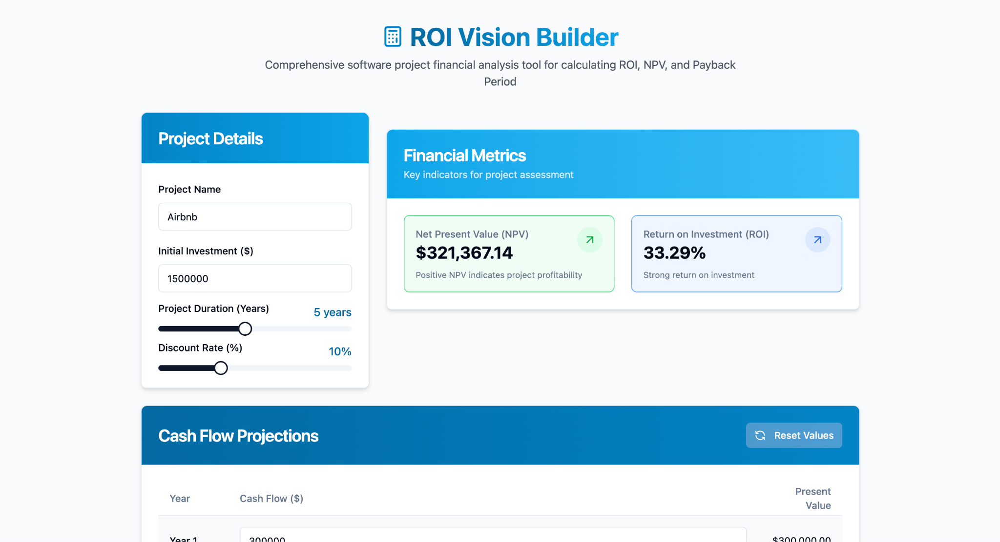 ROI Vision Builder
Comprehensive software project financial analysis tool for calculating ROI, NPV, and Payback
Period
Project Details
Project Name
Airbnb
Initial Investment ($)
1500000
Project Duration (Years)
5 years
Discount Rate (%)
10%
Financial Metrics
Key indicators for project assessment
Net Present Value (NPV)
$321,367.14
Positive NPV indicates project profitability
Return on Investment (ROI)
33.29%
Strong return on investment
Cash Flow Projections
Reset Values
Year
Cash Flow ($)
Present
Value
Year 1
300000
$300,000.00